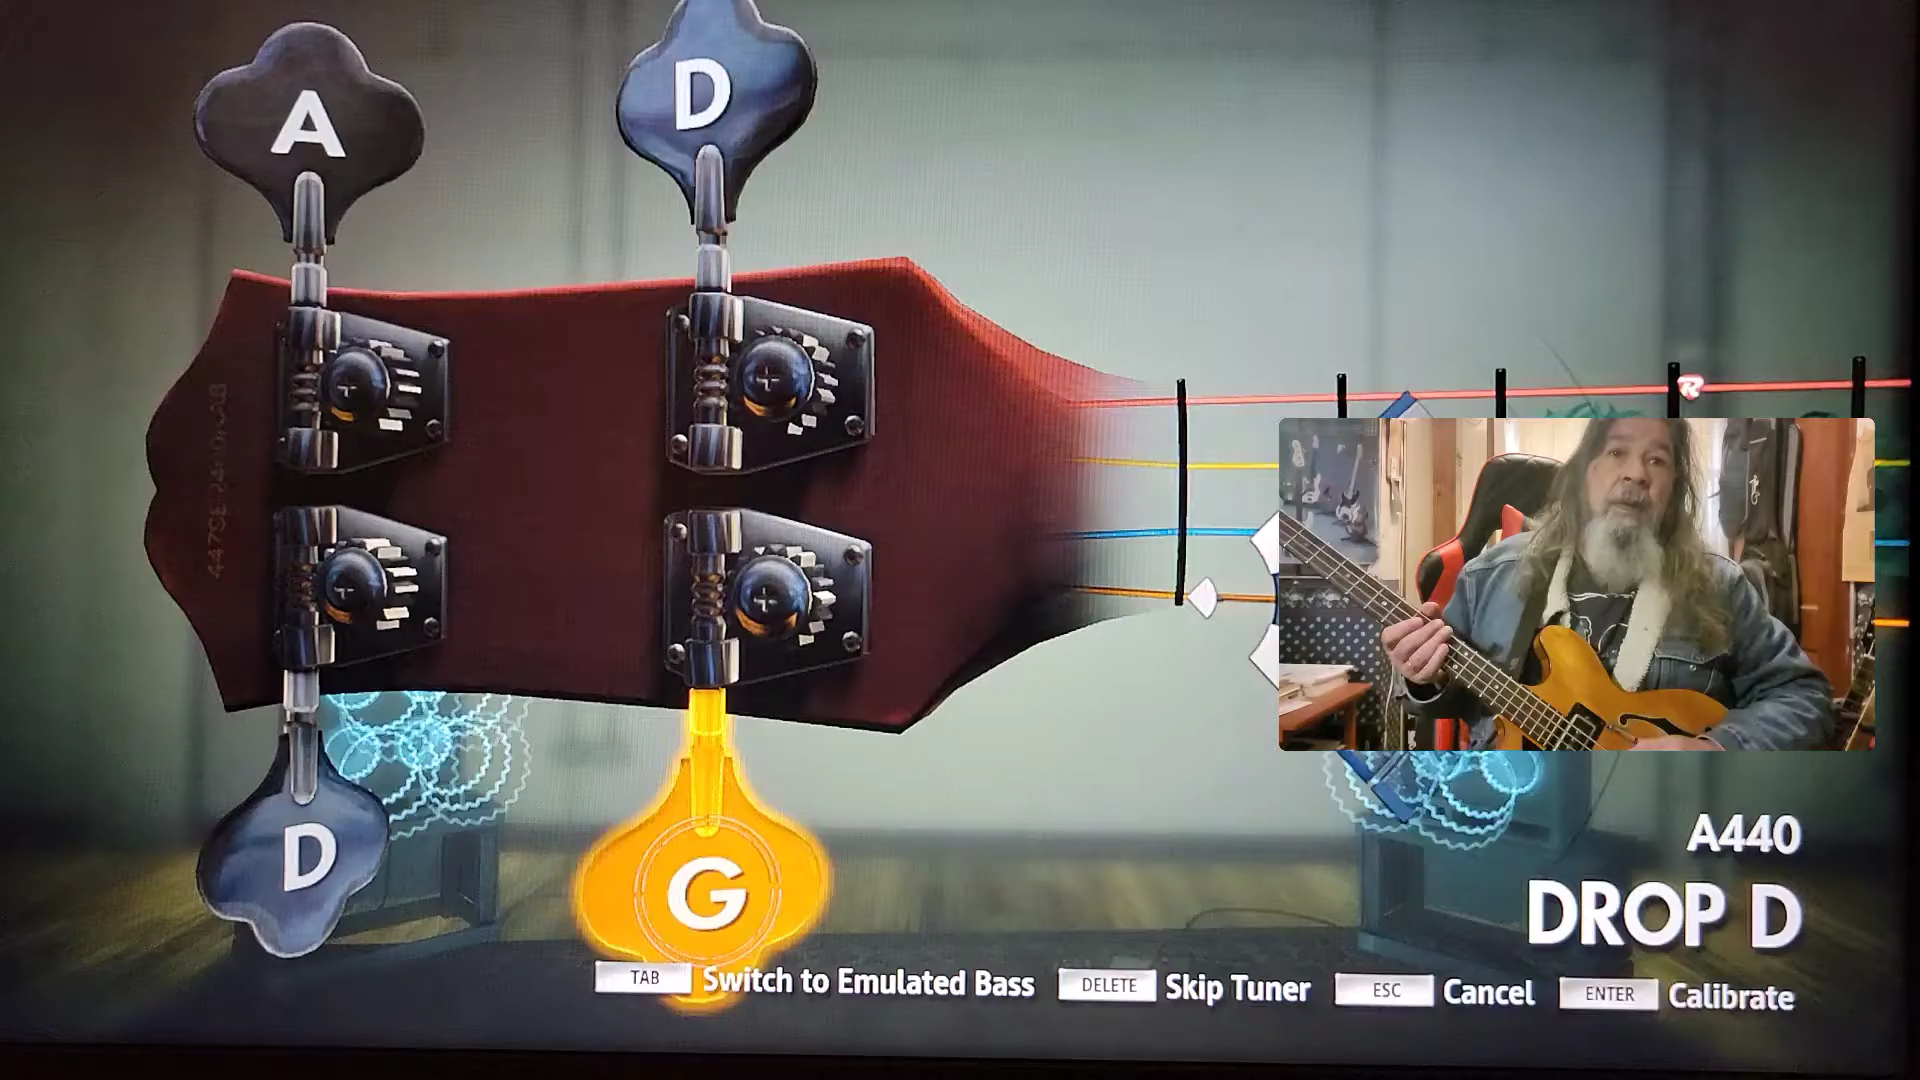 A
D
D
G
A440
DROP D
TAB Switch to Emulated Bass DELETE Skip Tuner ESC Cancel ENTER Calibrate